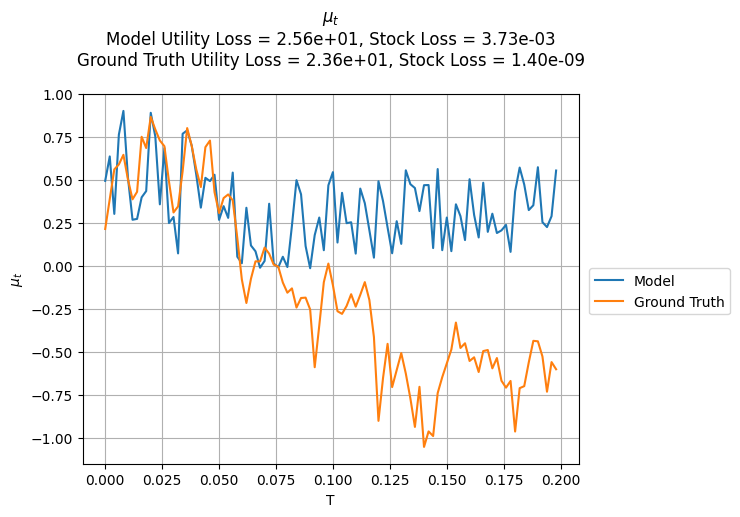 μₜ
Model Utility Loss = 2.56e+01, Stock Loss = 3.73e-03
Ground Truth Utility Loss = 2.36e+01, Stock Loss = 1.40e-09
1.00
0.75
0.50
0.25
0.00
−0.25
−0.50
−0.75
−1.00
μₜ
0.000 0.025 0.050 0.075 0.100 0.125 0.150 0.175 0.200
T
Model
Ground Truth